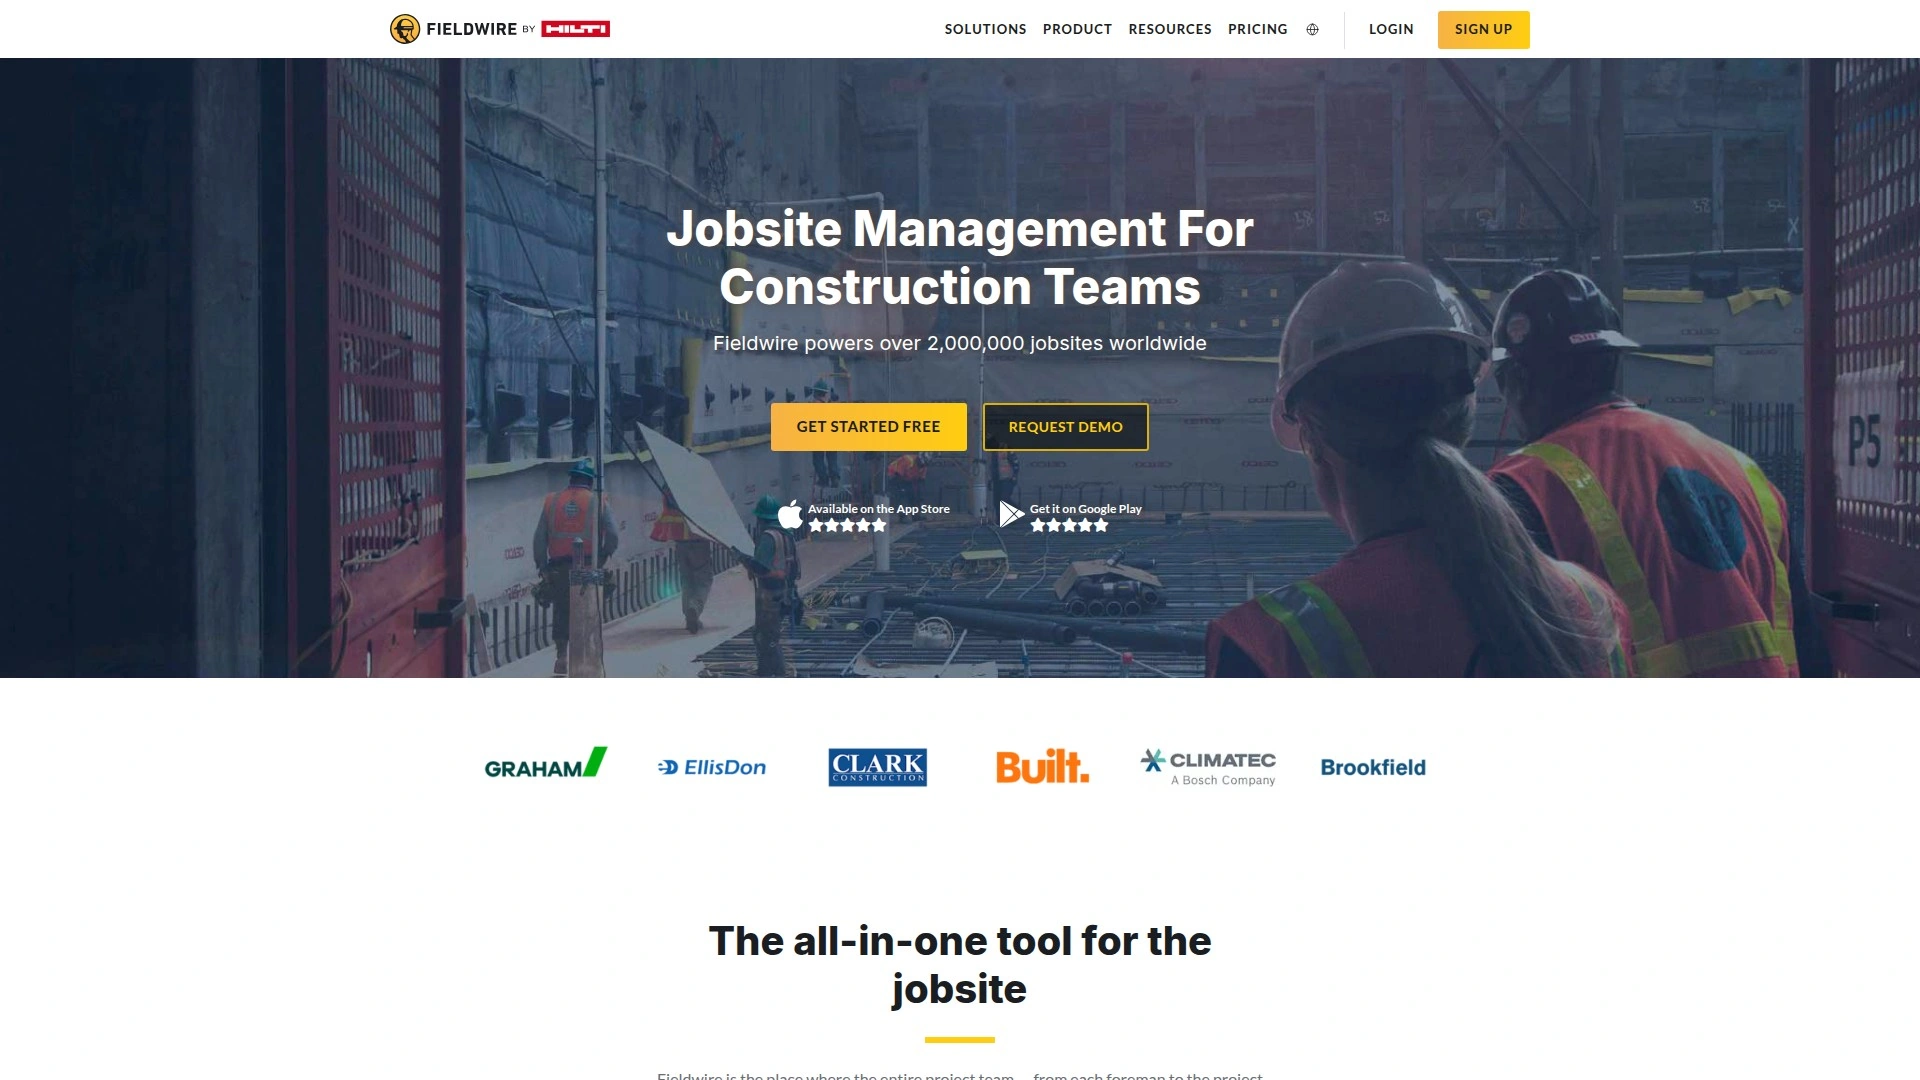 FIELDWIRE BY HILTI
SOLUTIONS PRODUCT RESOURCES PRICING LOGIN SIGN UP
Jobsite Management For
Construction Teams
Fieldwire powers over 2,000,000 jobsites worldwide
GET STARTED FREE REQUEST DEMO
Available on the App Store
Get it on Google Play
P5
GRAHAM EllisDon CLARK CONSTRUCTION Built. CLIMATEC A Bosch Company Brookfield
The all-in-one tool for the
jobsite
Fieldwire is the place where the entire project team — from each foreman to the project